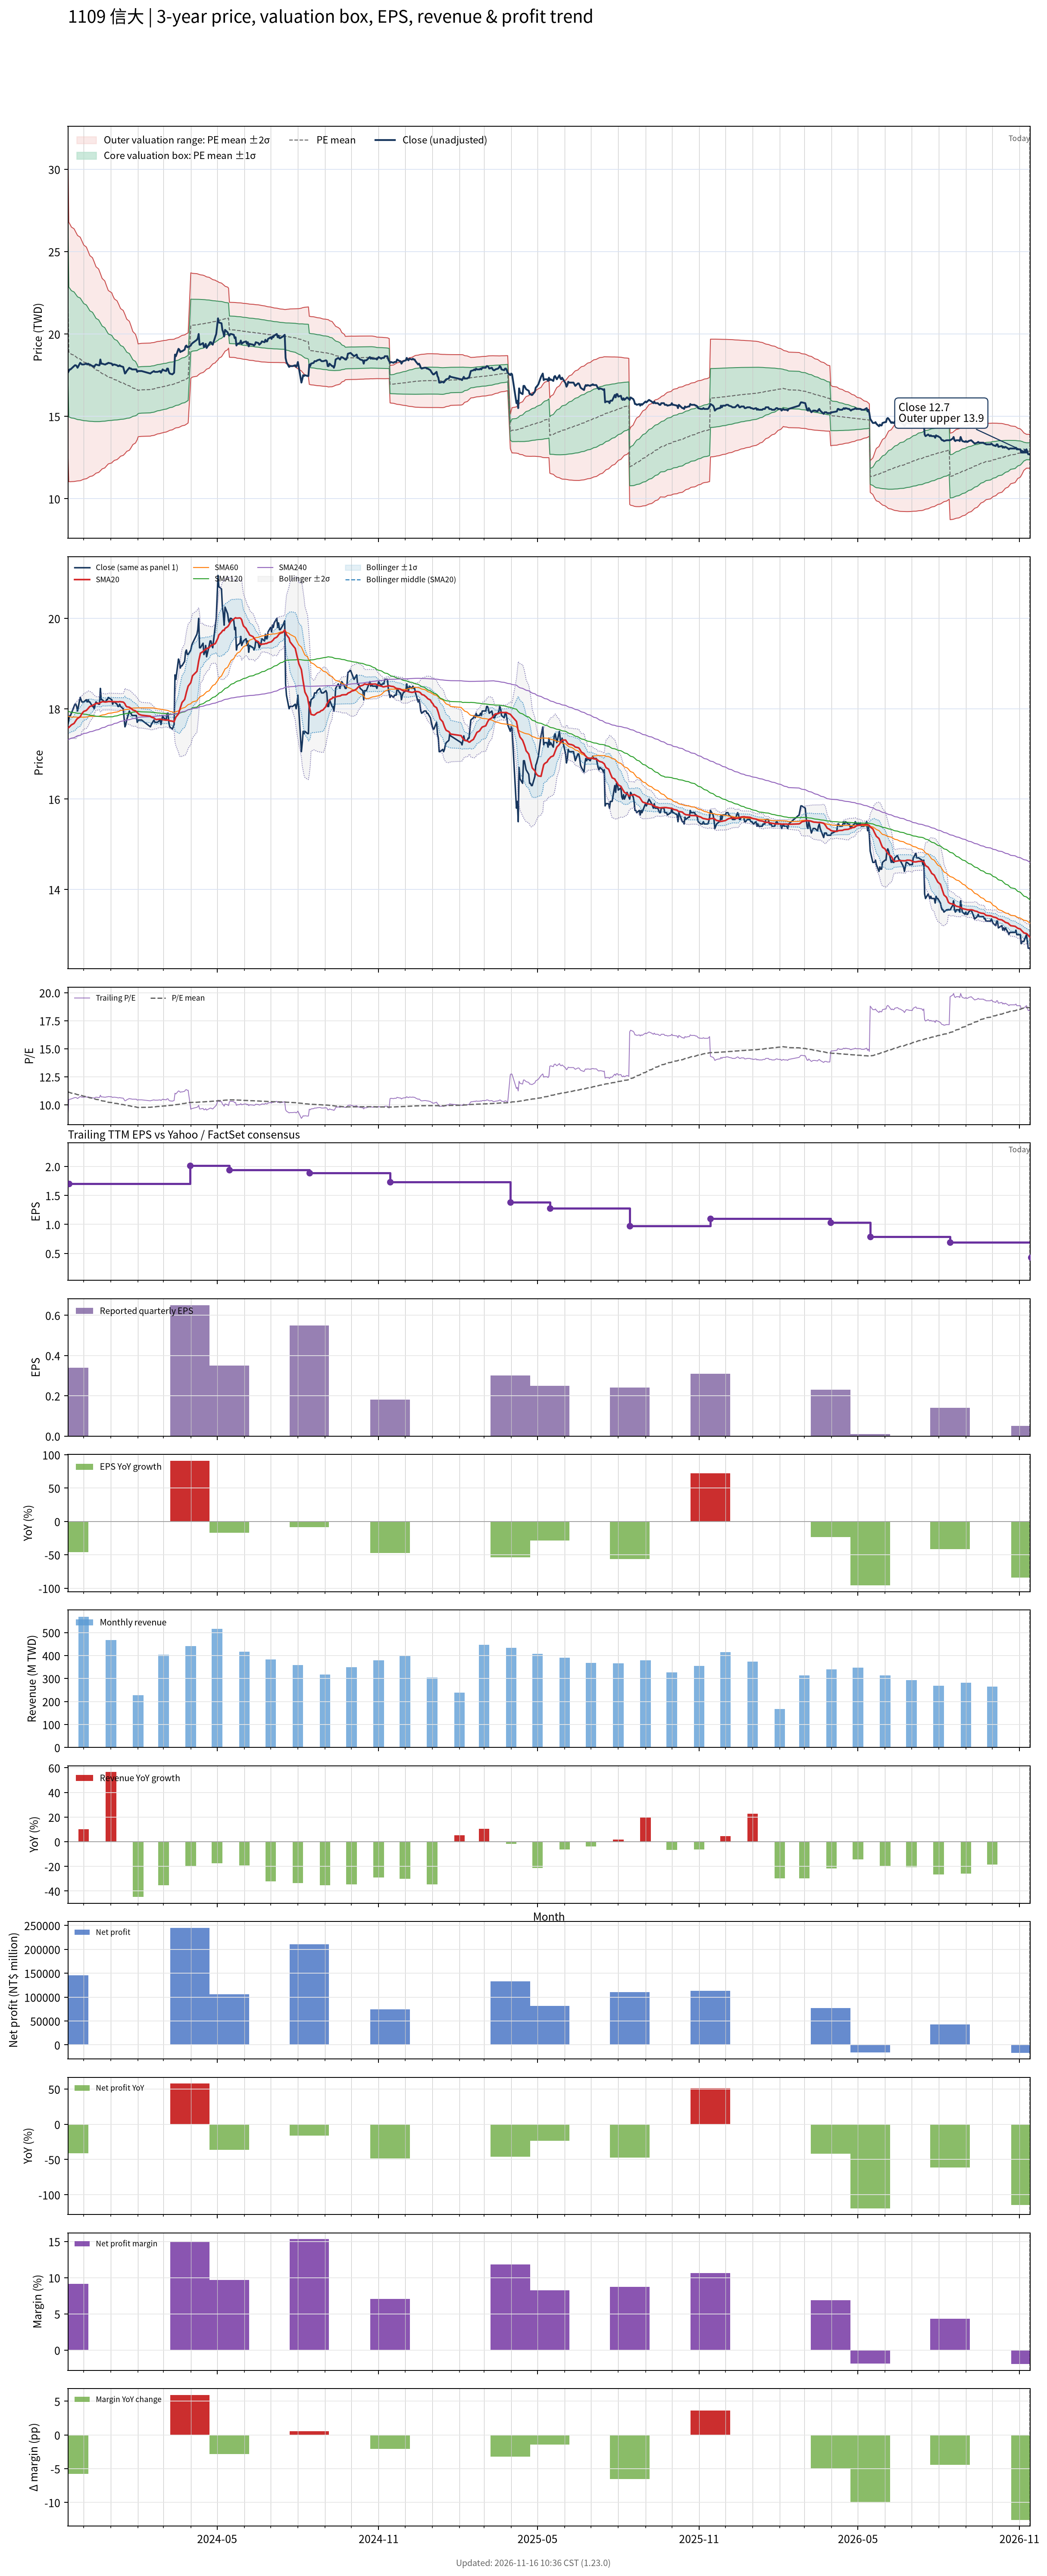 1109 信大 | 3-year price, valuation box, EPS, revenue & profit trend
Outer valuation range: PE mean ±2σ
PE mean
Close (unadjusted)
Core valuation box: PE mean ±1σ
Today
30
25
20
15
10
Price (TWD)
Close 12.7
Outer upper 13.9
Close (same as panel 1)
SMA60
SMA240
Bollinger ±1σ
SMA20
SMA120
Bollinger ±2σ
Bollinger middle (SMA20)
20
18
16
14
Price
Trailing P/E
P/E mean
20.0
17.5
15.0
12.5
10.0
P/E
Trailing TTM EPS vs Yahoo / FactSet consensus
Today
2.0
1.5
1.0
0.5
EPS
Reported quarterly EPS
0.6
0.4
0.2
0.0
EPS
EPS YoY growth
100
50
0
-50
-100
YoY (%)
Monthly revenue
500
400
300
200
100
0
Revenue (M TWD)
Revenue YoY growth
60
40
20
0
-20
-40
YoY (%)
Month
Net profit
250000
200000
150000
100000
50000
0
Net profit (NT$ million)
Net profit YoY
50
0
-50
-100
YoY (%)
Net profit margin
15
10
5
0
Margin (%)
Margin YoY change
5
0
-5
-10
Δ margin (pp)
2024-05
2024-11
2025-05
2025-11
2026-05
2026-11
Updated: 2026-11-16 10:36 CST (1.23.0)